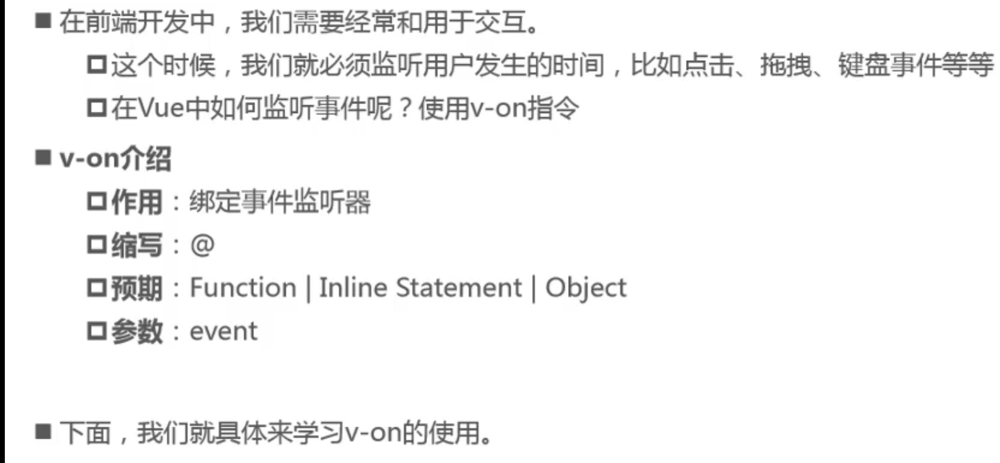 ■ 在前端开发中，我们需要经常和用于交互。
□ 这个时候，我们就必须监听用户发生的时间，比如点击、拖拽、键盘事件等等
□ 在Vue中如何监听事件呢？使用v-on指令
■ v-on介绍
□ 作用：绑定事件监听器
□ 缩写：@
□ 预期：Function | Inline Statement | Object
□ 参数：event
■ 下面，我们就具体来学习v-on的使用。